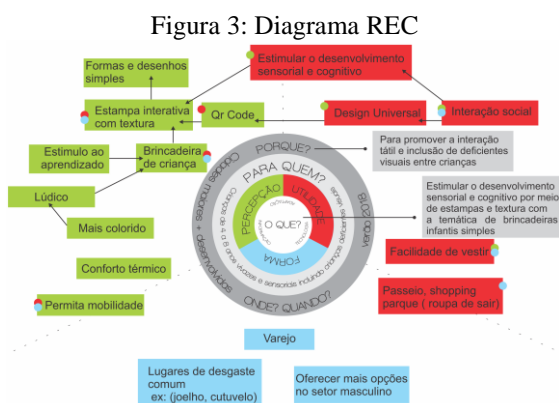 Figura 3: Diagrama REC
Formas e desenhos
simples
Estimular o desenvolvimento
sensorial e cognitivo
Estampa interativa
com textura
Qr Code
Design Universal
Interação social
Estimulo ao
aprendizado
Brincadeira
de criança
Lúdico
Mais colorido
Conforto térmico
Permita mobilidade
PORQUE?
PARA QUEM?
PERCEPÇÃO
UTILIDADE
O QUE?
FORMA
ONDE? QUANDO?
Para promover a interação
tátil e inclusão de deficientes
visuais entre crianças
Estimular o desenvolvimento
sensorial e cognitivo por meio
de estampas e textura com
a temática de brincadeiras
infantis simples
Facilidade de vestir
Passeio, shopping
parque ( roupa de sair)
Varejo
Lugares de desgaste
comum
ex: (joelho, cutuvelo)
Oferecer mais opções
no setor masculino